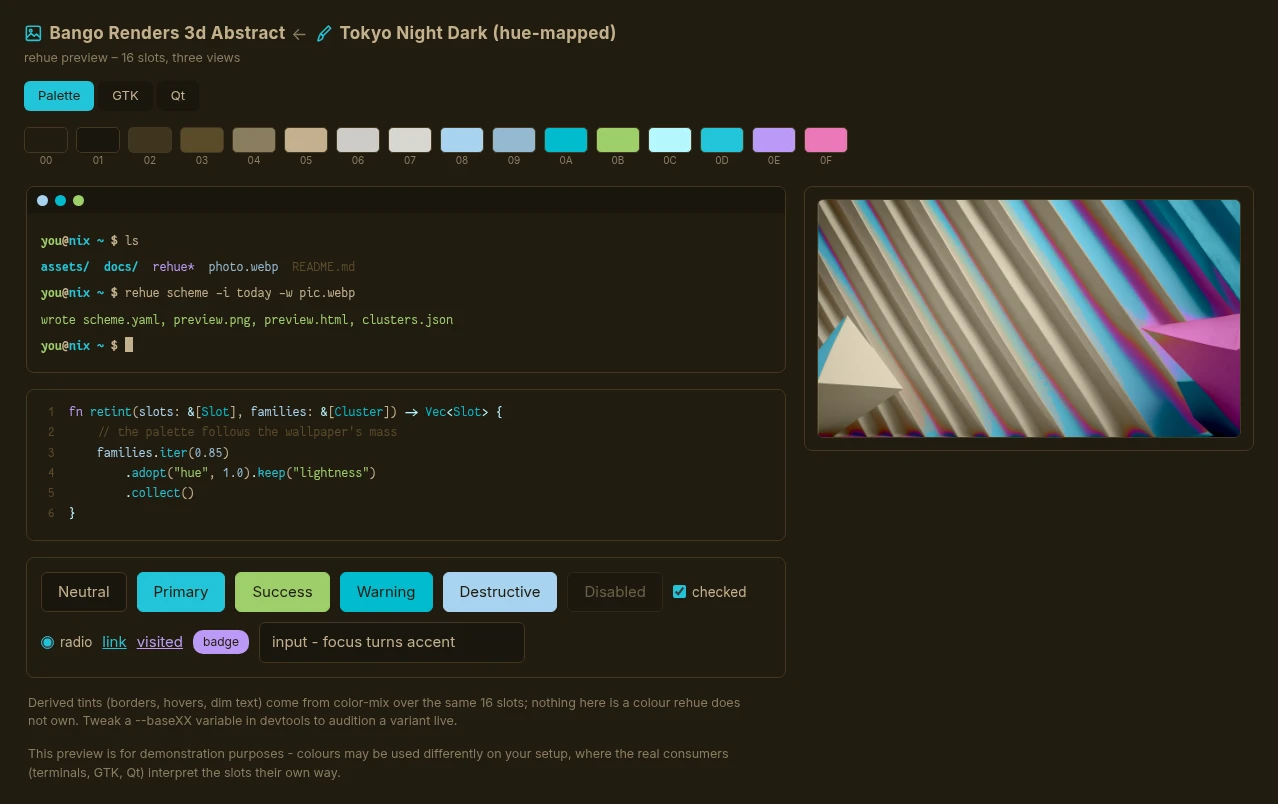 Bango Renders 3d Abstract ← Tokyo Night Dark (hue-mapped)
rehue preview – 16 slots, three views
Palette GTK Qt
00 01 02 03 04 05 06 07 08 09 0A 0B 0C 0D 0E 0F
you@nix ~ $ ls
assets/ docs/ rehue* photo.webp README.md
you@nix ~ $ rehue scheme -i today -w pic.webp
wrote scheme.yaml, preview.png, preview.html, clusters.json
you@nix ~ $
1 fn retint(slots: &[Slot], families: &[Cluster]) -> Vec<Slot> {
2 // the palette follows the wallpaper's mass
3 families.iter(0.85)
4 .adopt("hue", 1.0).keep("lightness")
5 .collect()
6 }
Neutral Primary Success Warning Destructive Disabled checked
radio link visited badge input - focus turns accent
Derived tints (borders, hovers, dim text) come from color-mix over the same 16 slots; nothing here is a colour rehue does
not own. Tweak a --baseXX variable in devtools to audition a variant live.
This preview is for demonstration purposes - colours may be used differently on your setup, where the real consumers
(terminals, GTK, Qt) interpret the slots their own way.